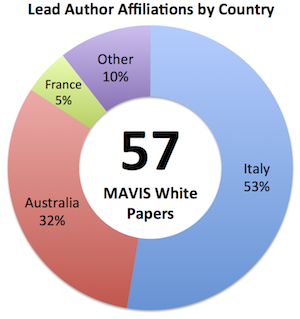 Lead Author Affiliations by Country
Other
10%
France
5%
57
MAVIS White
Papers
Italy
53%
Australia
32%